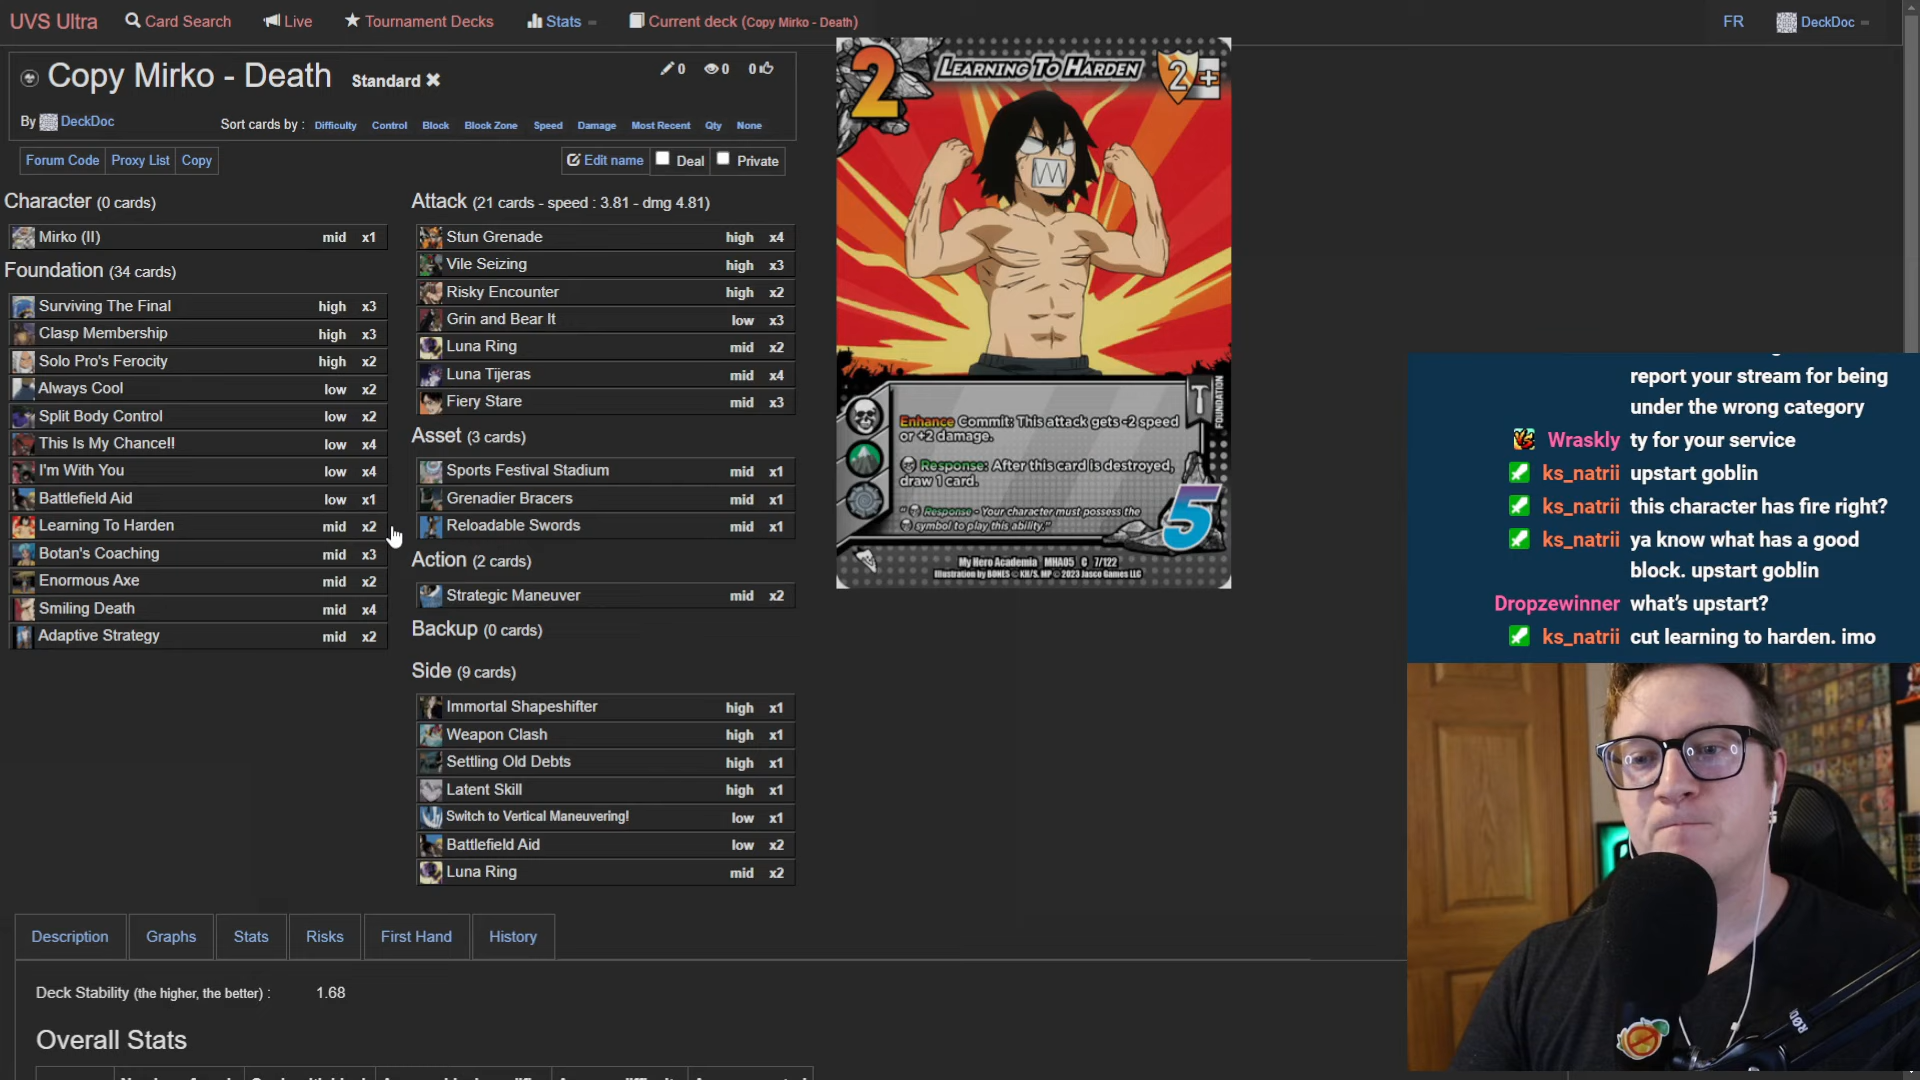 UVS Ultra
Card Search
Live
Tournament Decks
Stats
Current deck (Copy Mirko - Death)
FR
DeckDoc
Copy Mirko - Death Standard
0 0 0
By DeckDoc
Sort cards by : Difficulty Control Block Block Zone Speed Damage Most Recent Qty None
Forum Code Proxy List Copy
Edit name Deal Private
Character (0 cards)
Mirko (II) mid x1
Foundation (34 cards)
Surviving The Final high x3
Clasp Membership high x3
Solo Pro's Ferocity high x2
Always Cool low x2
Split Body Control low x2
This Is My Chance!! low x4
I'm With You low x4
Battlefield Aid low x1
Learning To Harden mid x2
Botan's Coaching mid x3
Enormous Axe mid x2
Smiling Death mid x4
Adaptive Strategy mid x2
Attack (21 cards - speed : 3.81 - dmg 4.81)
Stun Grenade high x4
Vile Seizing high x3
Risky Encounter high x2
Grin and Bear It low x3
Luna Ring mid x2
Luna Tijeras mid x4
Fiery Stare mid x3
Asset (3 cards)
Sports Festival Stadium mid x1
Grenadier Bracers mid x1
Reloadable Swords mid x1
Action (2 cards)
Strategic Maneuver mid x2
Backup (0 cards)
Side (9 cards)
Immortal Shapeshifter high x1
Weapon Clash high x1
Settling Old Debts high x1
Latent Skill high x1
Switch to Vertical Maneuvering! low x1
Battlefield Aid low x2
Luna Ring mid x2
2
Learning To Harden
2+
Enhance Commit: This attack gets -2 speed
or +2 damage.
Response: After this card is destroyed,
draw 1 card.
" Response - Your character must possess the
symbol to play this ability."
FOUNDATION
5
My Hero Academia MHA05 C 7/122
Illustration by BONES © KH/S, MP © 2023 Jasco Games LLC
report your stream for being
under the wrong category
Wraskly ty for your service
ks_natrii upstart goblin
ks_natrii this character has fire right?
ks_natrii ya know what has a good
block. upstart goblin
Dropzewinner what's upstart?
ks_natrii cut learning to harden. imo
RØD
Description Graphs Stats Risks First Hand History
Deck Stability (the higher, the better) : 1.68
Overall Stats